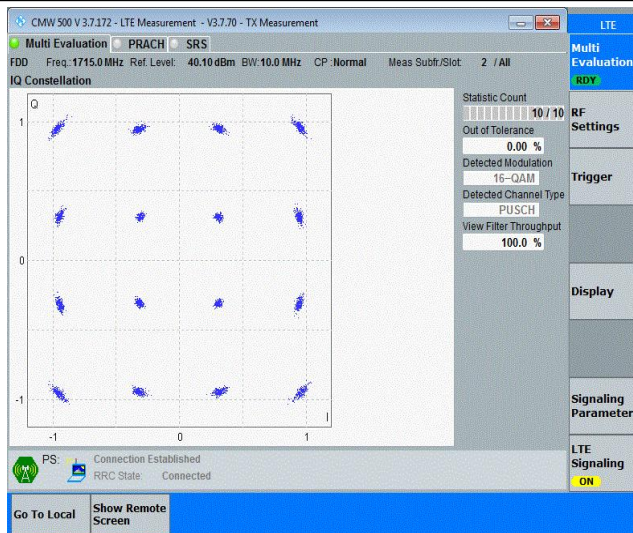 CMW 500 V 3.7.172 - LTE Measurement - V3.7.70 - TX Measurement
LTE
Multi Evaluation PRACH SRS
Multi
Evaluation
RDY
FDD Freq.:1715.0 MHz Ref. Level: 40.10 dBm BW:10.0 MHz CP :Normal Meas Subfr./Slot: 2 / All
IQ Constellation
Q
1
0
-1
-1 0 1
I
Statistic Count
10 / 10
Out of Tolerance
0.00 %
Detected Modulation
16-QAM
Detected Channel Type
PUSCH
View Filter Throughput
100.0 %
RF
Settings
Trigger
Display
Signaling
Parameter
LTE
Signaling
ON
PS: Connection Established
RRC State: Connected
Go To Local
Show Remote
Screen